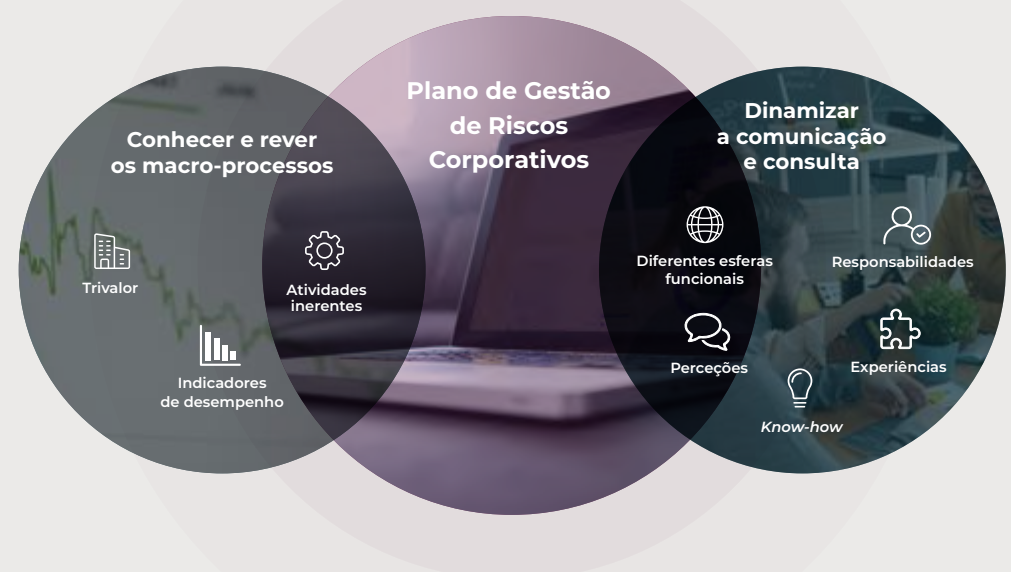 Plano de Gestão
de Riscos
Corporativos
Conhecer e rever
os macro-processos
Trivalor
Atividades
inerentes
Indicadores
de desempenho
Dinamizar
a comunicação
e consulta
Diferentes esferas
funcionais
Responsabilidades
Perceções
Experiências
Know-how